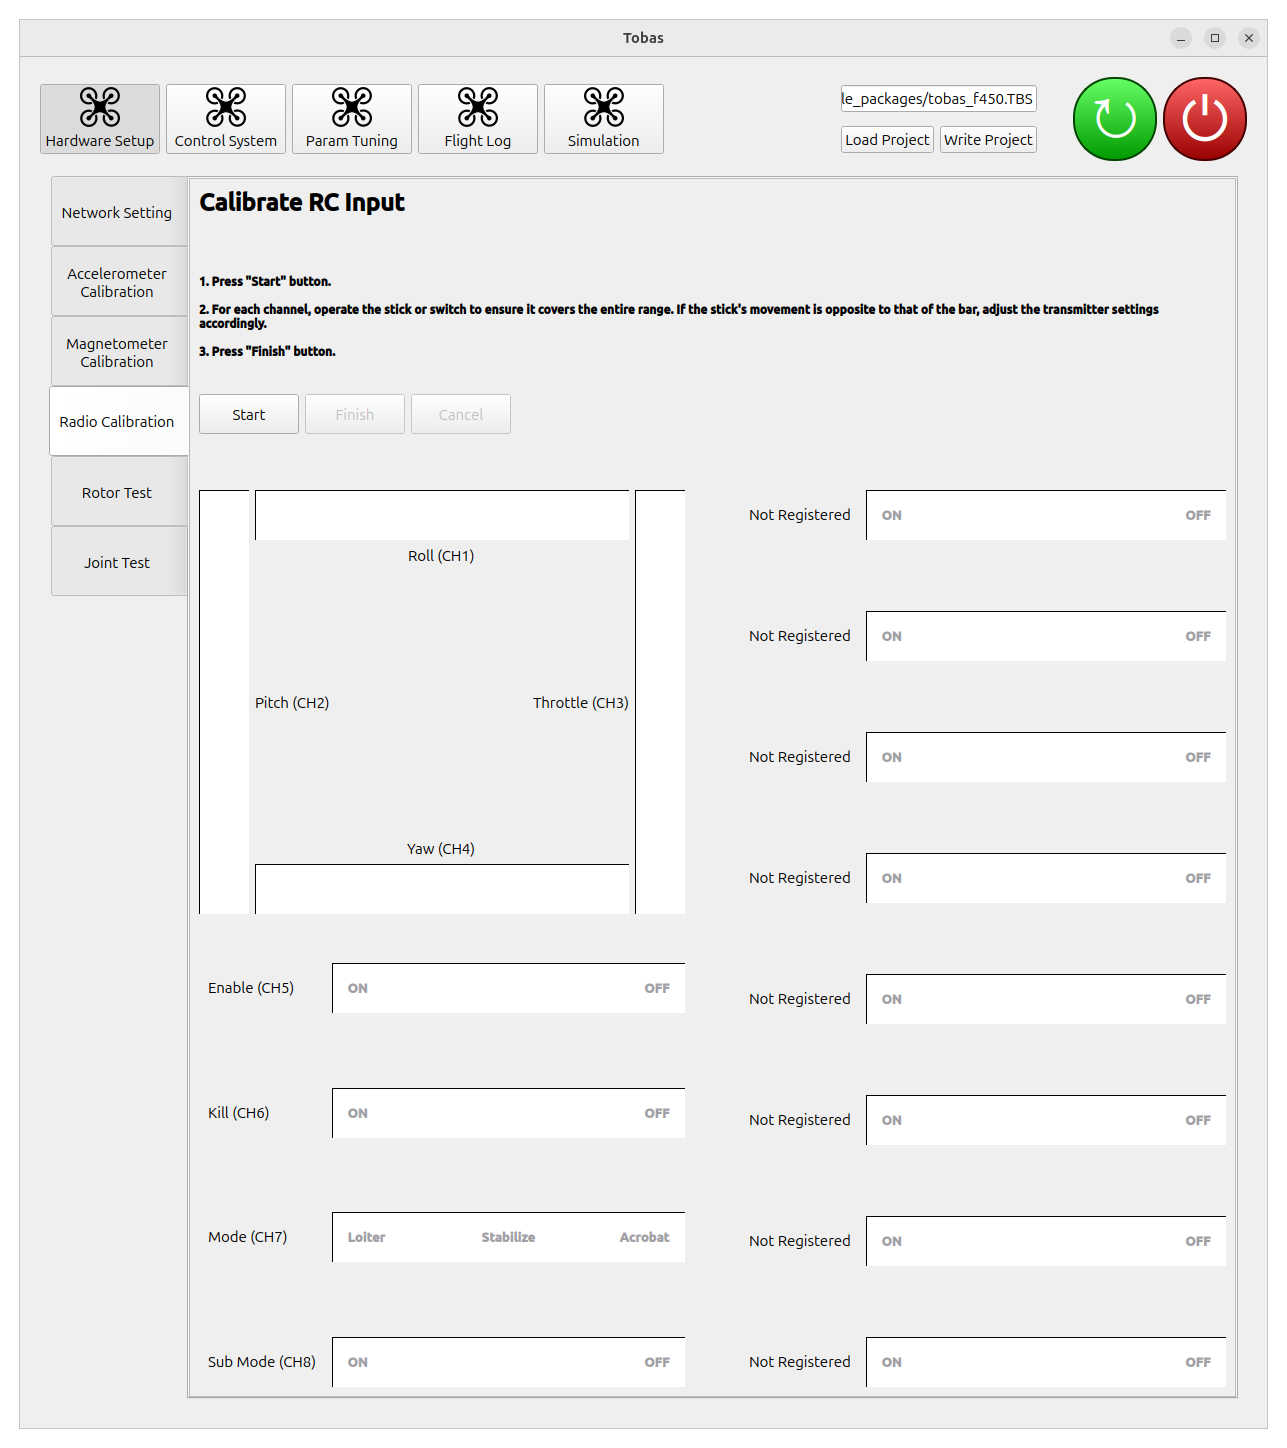 Tobas
Hardware Setup
Control System
Param Tuning
Flight Log
Simulation
le_packages/tobas_f450.TBS
Load Project
Write Project
Network Setting
Accelerometer
Calibration
Magnetometer
Calibration
Radio Calibration
Rotor Test
Joint Test
Calibrate RC Input
1. Press "Start" button.
2. For each channel, operate the stick or switch to ensure it covers the entire range. If the stick's movement is opposite to that of the bar, adjust the transmitter settings
accordingly.
3. Press "Finish" button.
Start
Finish
Cancel
Roll (CH1)
Pitch (CH2)
Throttle (CH3)
Yaw (CH4)
Enable (CH5)
ON
OFF
Kill (CH6)
ON
OFF
Mode (CH7)
Loiter
Stabilize
Acrobat
Sub Mode (CH8)
ON
OFF
Not Registered
ON
OFF
Not Registered
ON
OFF
Not Registered
ON
OFF
Not Registered
ON
OFF
Not Registered
ON
OFF
Not Registered
ON
OFF
Not Registered
ON
OFF
Not Registered
ON
OFF